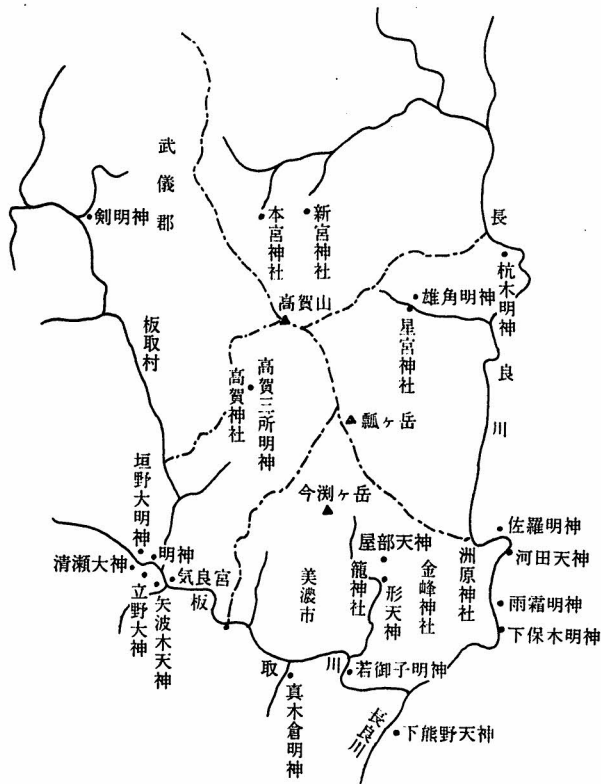 武儀郡
剣明神
本宮神社
新宮神社
長良川
杭木明神
高賀山
雄角明神
星宮神社
板取村
高賀神社
高賀三所明神
瓢ヶ岳
今渕ヶ岳
垣野大明神
明神
清瀬大神
立野大神
矢波木天神
気良宮
板取川
美濃市
籠神社
屋部天神
形天神
金峰神社
洲原神社
佐羅明神
河田天神
雨霜明神
下保木明神
若御子明神
真木倉明神
長良川
下熊野天神